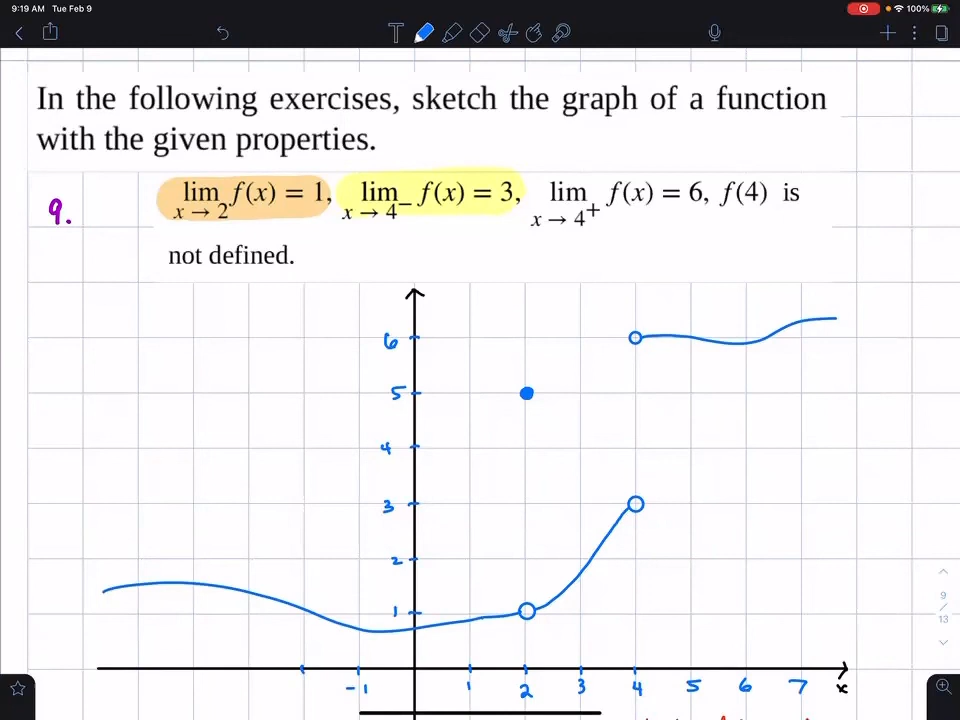 9:19 AM Tue Feb 9
100%
T
In the following exercises, sketch the graph of a function
with the given properties.
9. lim x → 2 f(x) = 1, lim x → 4− f(x) = 3, lim x → 4+ f(x) = 6, f(4) is
not defined.
6
5
4
3
2
1
-1 1 2 3 4 5 6 7 x
9
/
13